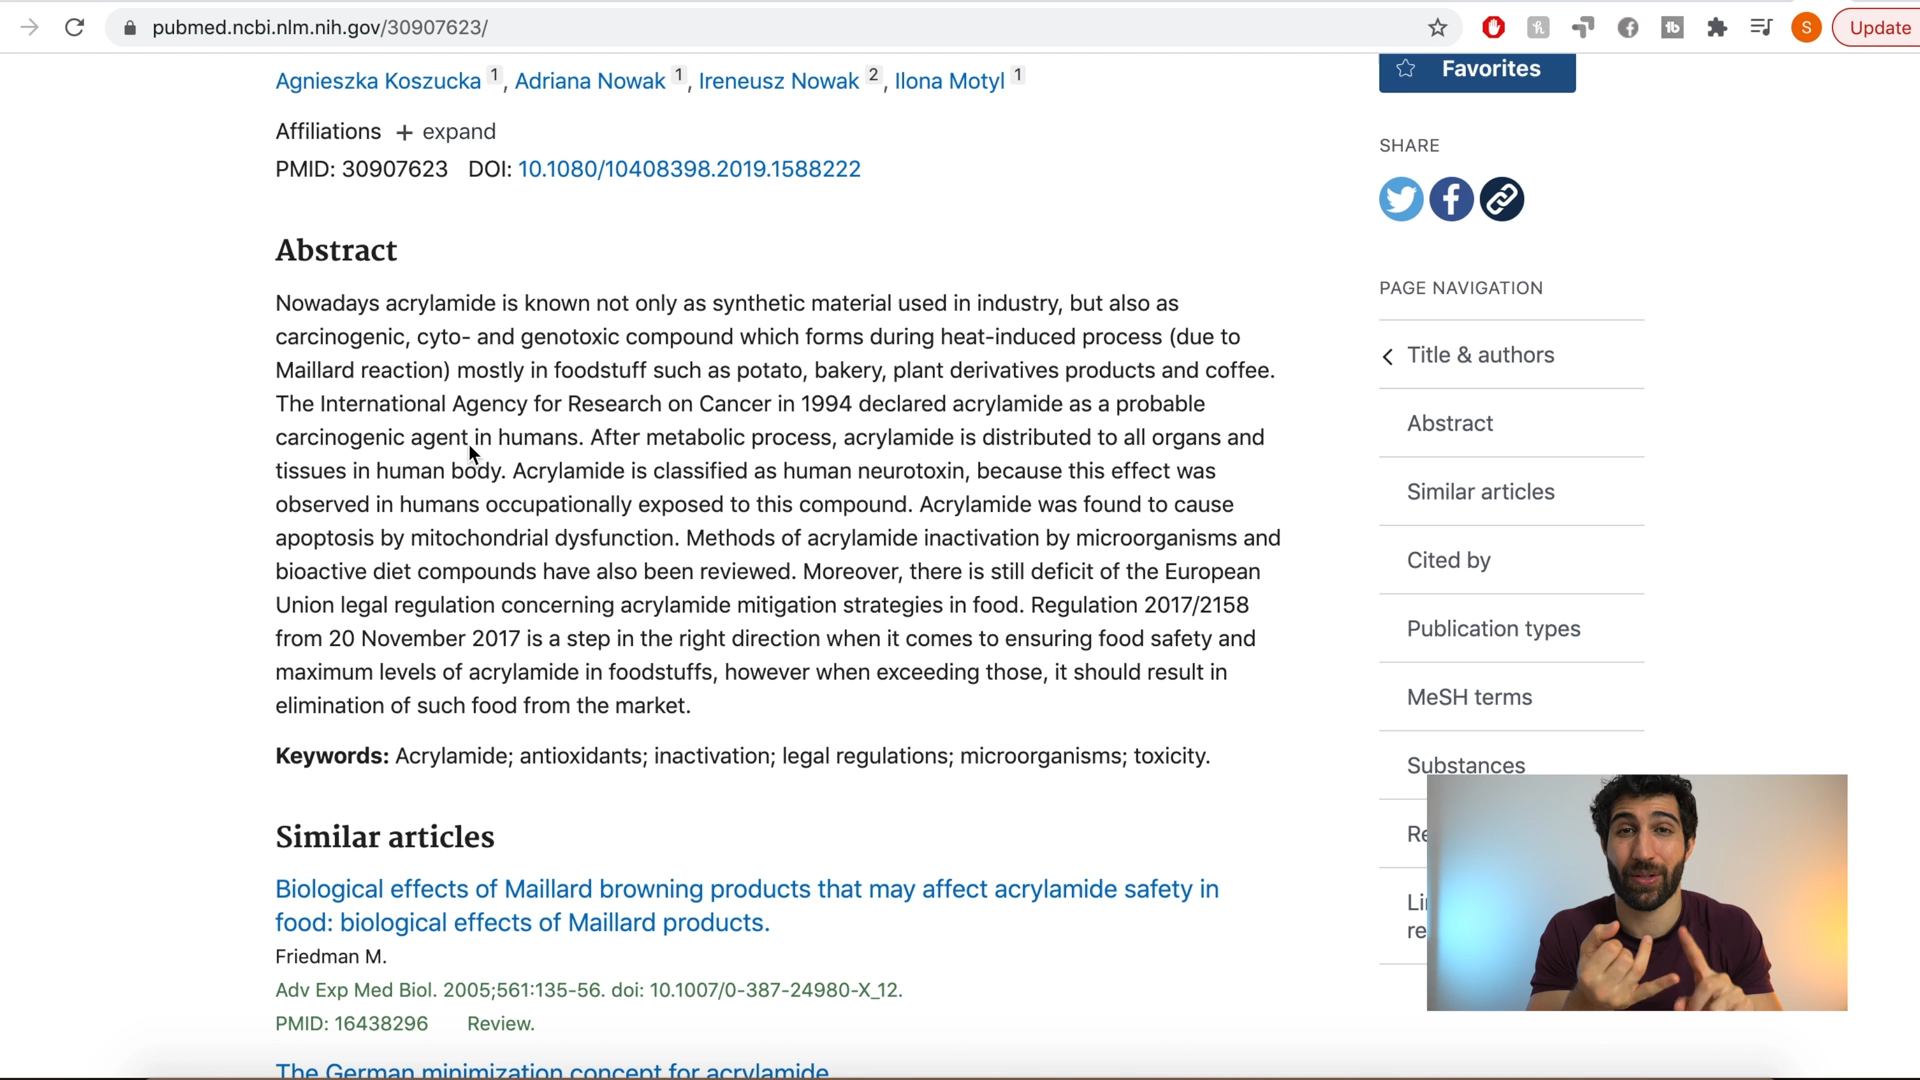 pubmed.ncbi.nlm.nih.gov/30907623/
S
Update
Agnieszka Koszucka 1, Adriana Nowak 1, Ireneusz Nowak 2, Ilona Motyl 1
Affiliations + expand
PMID: 30907623 DOI: 10.1080/10408398.2019.1588222
Abstract
Nowadays acrylamide is known not only as synthetic material used in industry, but also as
carcinogenic, cyto- and genotoxic compound which forms during heat-induced process (due to
Maillard reaction) mostly in foodstuff such as potato, bakery, plant derivatives products and coffee.
The International Agency for Research on Cancer in 1994 declared acrylamide as a probable
carcinogenic agent in humans. After metabolic process, acrylamide is distributed to all organs and
tissues in human body. Acrylamide is classified as human neurotoxin, because this effect was
observed in humans occupationally exposed to this compound. Acrylamide was found to cause
apoptosis by mitochondrial dysfunction. Methods of acrylamide inactivation by microorganisms and
bioactive diet compounds have also been reviewed. Moreover, there is still deficit of the European
Union legal regulation concerning acrylamide mitigation strategies in food. Regulation 2017/2158
from 20 November 2017 is a step in the right direction when it comes to ensuring food safety and
maximum levels of acrylamide in foodstuffs, however when exceeding those, it should result in
elimination of such food from the market.
Keywords: Acrylamide; antioxidants; inactivation; legal regulations; microorganisms; toxicity.
Similar articles
Biological effects of Maillard browning products that may affect acrylamide safety in
food: biological effects of Maillard products.
Friedman M.
Adv Exp Med Biol. 2005;561:135-56. doi: 10.1007/0-387-24980-X_12.
PMID: 16438296 Review.
The German minimization concept for acrylamide
Favorites
SHARE
PAGE NAVIGATION
Title & authors
Abstract
Similar articles
Cited by
Publication types
MeSH terms
Substances
Re
Li
re